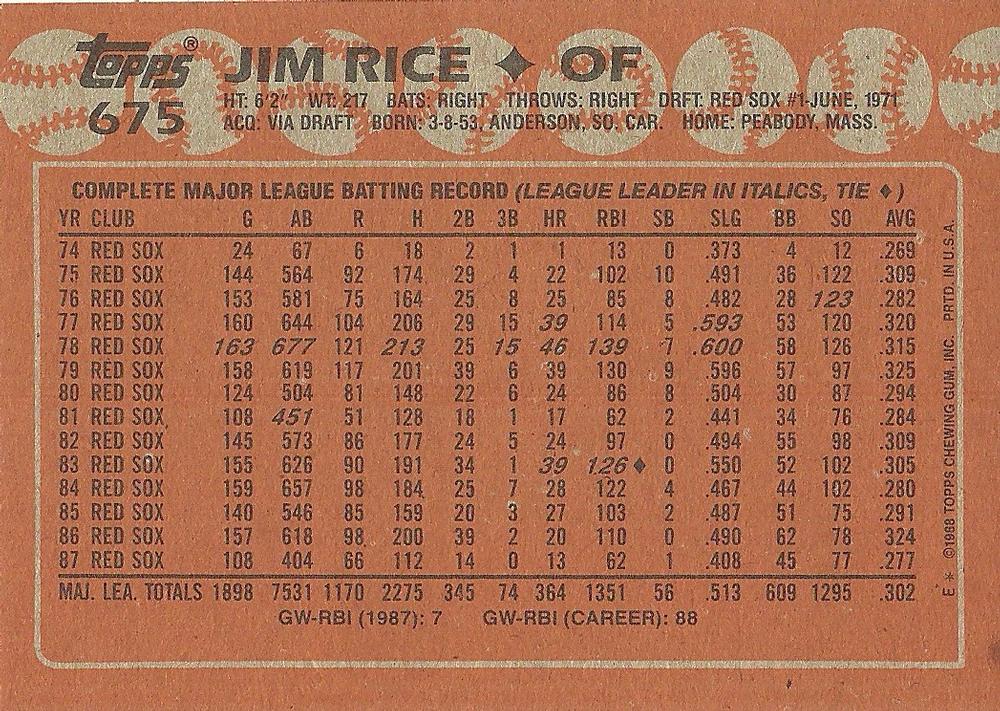 topps® JIM RICE ♦ OF
675 HT: 6'2" WT: 217 BATS: RIGHT THROWS: RIGHT DRFT: RED SOX #1-JUNE, 1971
ACQ: VIA DRAFT BORN: 3-8-53, ANDERSON, SO. CAR. HOME: PEABODY, MASS.
COMPLETE MAJOR LEAGUE BATTING RECORD (LEAGUE LEADER IN ITALICS, TIE ♦)
YR CLUB G AB R H 2B 3B HR RBI SB SLG BB SO AVG
74 RED SOX 24 67 6 18 2 1 1 13 0 .373 4 12 .269
75 RED SOX 144 564 92 174 29 4 22 102 10 .491 36 122 .309
76 RED SOX 153 581 75 164 25 8 25 85 8 .482 28 123 .282
77 RED SOX 160 644 104 206 29 15 39 114 5 .593 53 120 .320
78 RED SOX 163 677 121 213 25 15 46 139 7 .600 58 126 .315
79 RED SOX 158 619 117 201 39 6 39 130 9 .596 57 97 .325
80 RED SOX 124 504 81 148 22 6 24 86 8 .504 30 87 .294
81 RED SOX 108 451 51 128 18 1 17 62 2 .441 34 76 .284
82 RED SOX 145 573 86 177 24 5 24 97 0 .494 55 98 .309
83 RED SOX 155 626 90 191 34 1 39 126♦ 0 .550 52 102 .305
84 RED SOX 159 657 98 184 25 7 28 122 4 .467 44 102 .280
85 RED SOX 140 546 85 159 20 3 27 103 2 .487 51 75 .291
86 RED SOX 157 618 98 200 39 2 20 110 0 .490 62 78 .324
87 RED SOX 108 404 66 112 14 0 13 62 1 .408 45 77 .277
MAJ. LEA. TOTALS 1898 7531 1170 2275 345 74 364 1351 56 .513 609 1295 .302
GW-RBI (1987): 7 GW-RBI (CAREER): 88
E * ©1988 TOPPS CHEWING GUM, INC. PRTD. IN U.S.A.